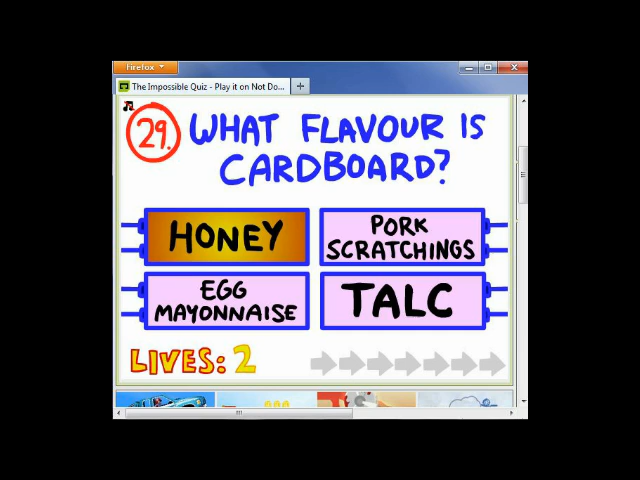 Firefox
The Impossible Quiz - Play it on Not Do...
29.
WHAT FLAVOUR IS
CARDBOARD?
HONEY
PORK
SCRATCHINGS
EGG
MAYONNAISE
TALC
LIVES: 2